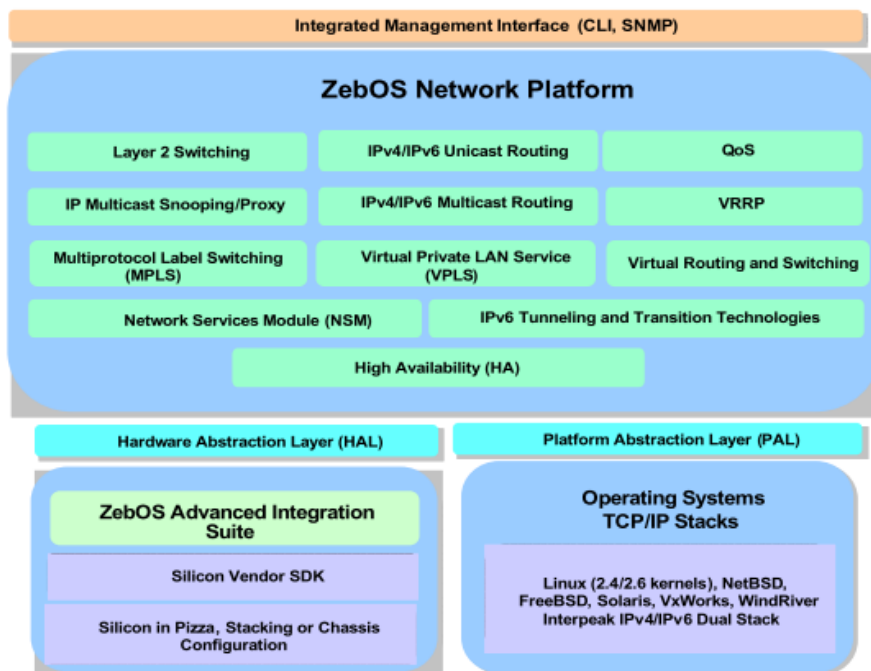 Integrated Management Interface (CLI, SNMP)
ZebOS Network Platform
Layer 2 Switching
IPv4/IPv6 Unicast Routing
QoS
IP Multicast Snooping/Proxy
IPv4/IPv6 Multicast Routing
VRRP
Multiprotocol Label Switching
(MPLS)
Virtual Private LAN Service
(VPLS)
Virtual Routing and Switching
Network Services Module (NSM)
IPv6 Tunneling and Transition Technologies
High Availability (HA)
Hardware Abstraction Layer (HAL)
ZebOS Advanced Integration
Suite
Silicon Vendor SDK
Silicon in Pizza, Stacking or Chassis
Configuration
Platform Abstraction Layer (PAL)
Operating Systems
TCP/IP Stacks
Linux (2.4/2.6 kernels), NetBSD,
FreeBSD, Solaris, VxWorks, WindRiver
Interpeak IPv4/IPv6 Dual Stack